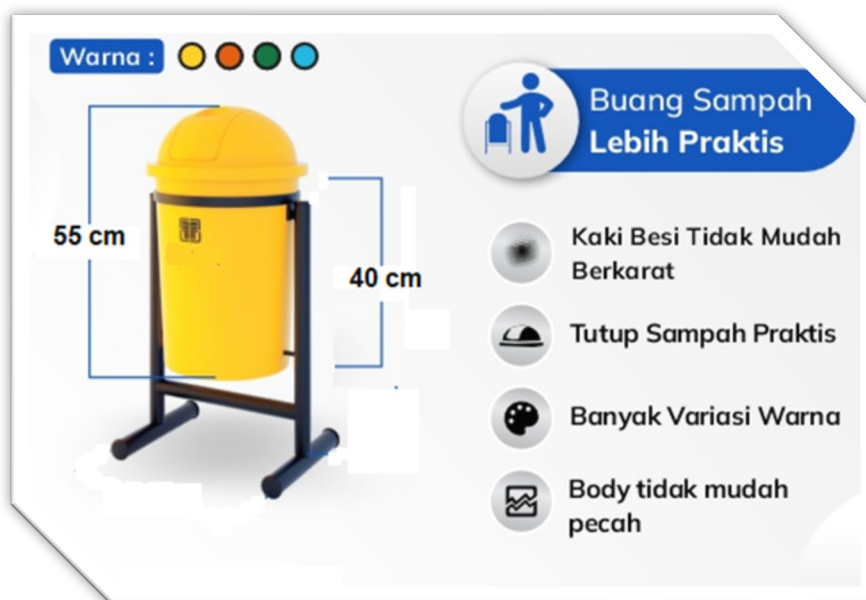 Warna :
Buang Sampah
Lebih Praktis
55 cm
40 cm
Kaki Besi Tidak Mudah
Berkarat
Tutup Sampah Praktis
Banyak Variasi Warna
Body tidak mudah
pecah